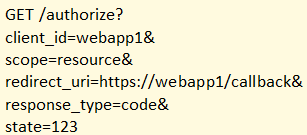 GET /authorize?
client_id=webapp1&
scope=resource&
redirect_uri=https://webapp1/callback&
response_type=code&
state=123